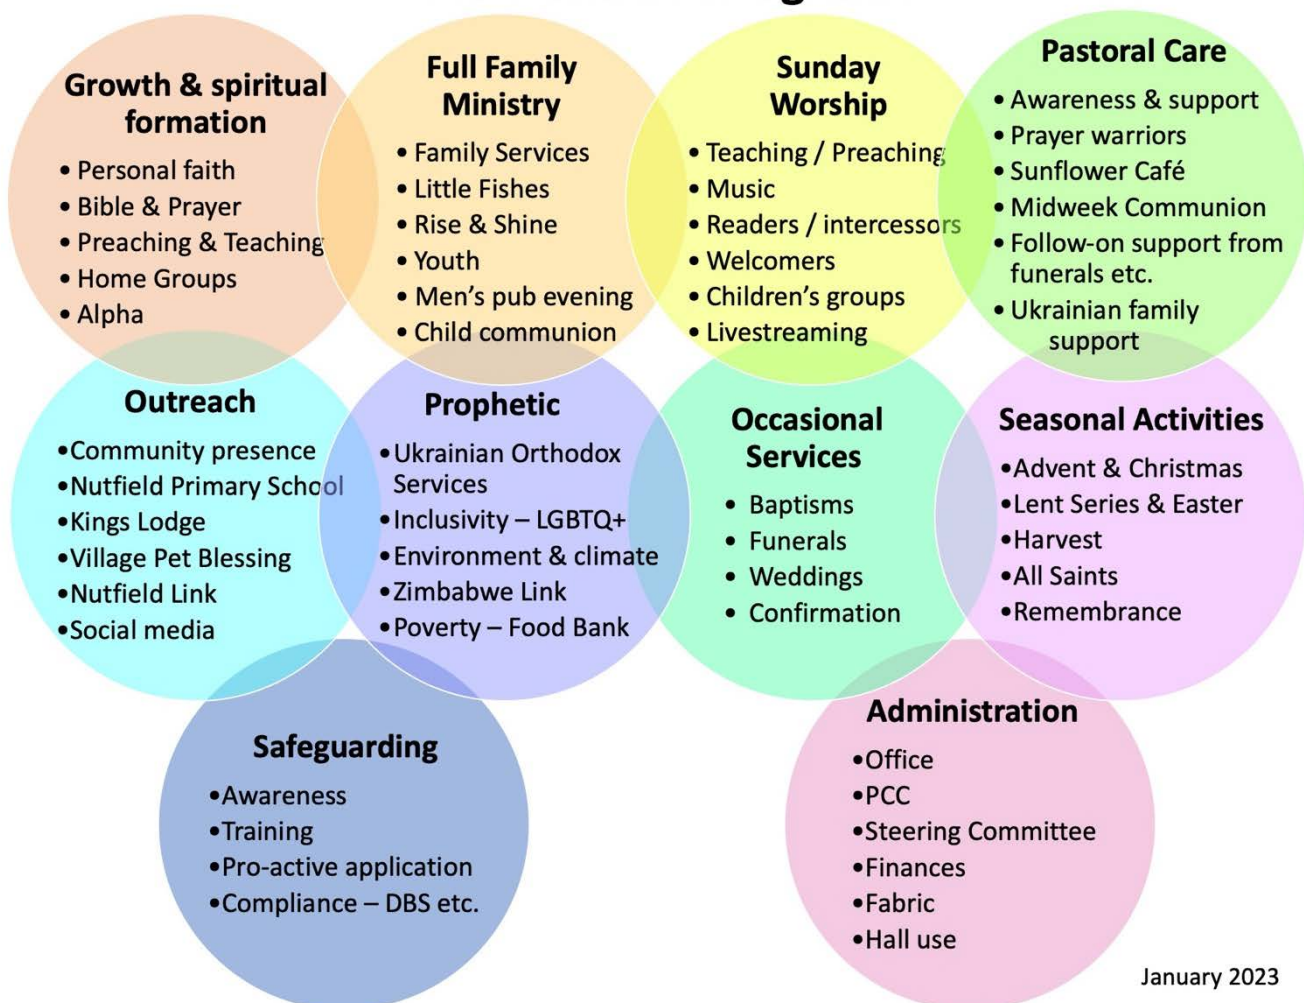 Growth & spiritual
formation
• Personal faith
• Bible & Prayer
• Preaching & Teaching
• Home Groups
• Alpha
Full Family
Ministry
• Family Services
• Little Fishes
• Rise & Shine
• Youth
• Men’s pub evening
• Child communion
Sunday
Worship
• Teaching / Preaching
• Music
• Readers / intercessors
• Welcomers
• Children’s groups
• Livestreaming
Pastoral Care
• Awareness & support
• Prayer warriors
• Sunflower Café
• Midweek Communion
• Follow-on support from
funerals etc.
• Ukrainian family
support
Outreach
•Community presence
•Nutfield Primary School
•Kings Lodge
•Village Pet Blessing
•Nutfield Link
•Social media
Prophetic
•Ukrainian Orthodox
Services
•Inclusivity – LGBTQ+
•Environment & climate
•Zimbabwe Link
•Poverty – Food Bank
Occasional
Services
• Baptisms
• Funerals
• Weddings
• Confirmation
Seasonal Activities
•Advent & Christmas
•Lent Series & Easter
•Harvest
•All Saints
•Remembrance
Safeguarding
•Awareness
•Training
•Pro-active application
•Compliance – DBS etc.
Administration
•Office
•PCC
•Steering Committee
•Finances
•Fabric
•Hall use
January 2023